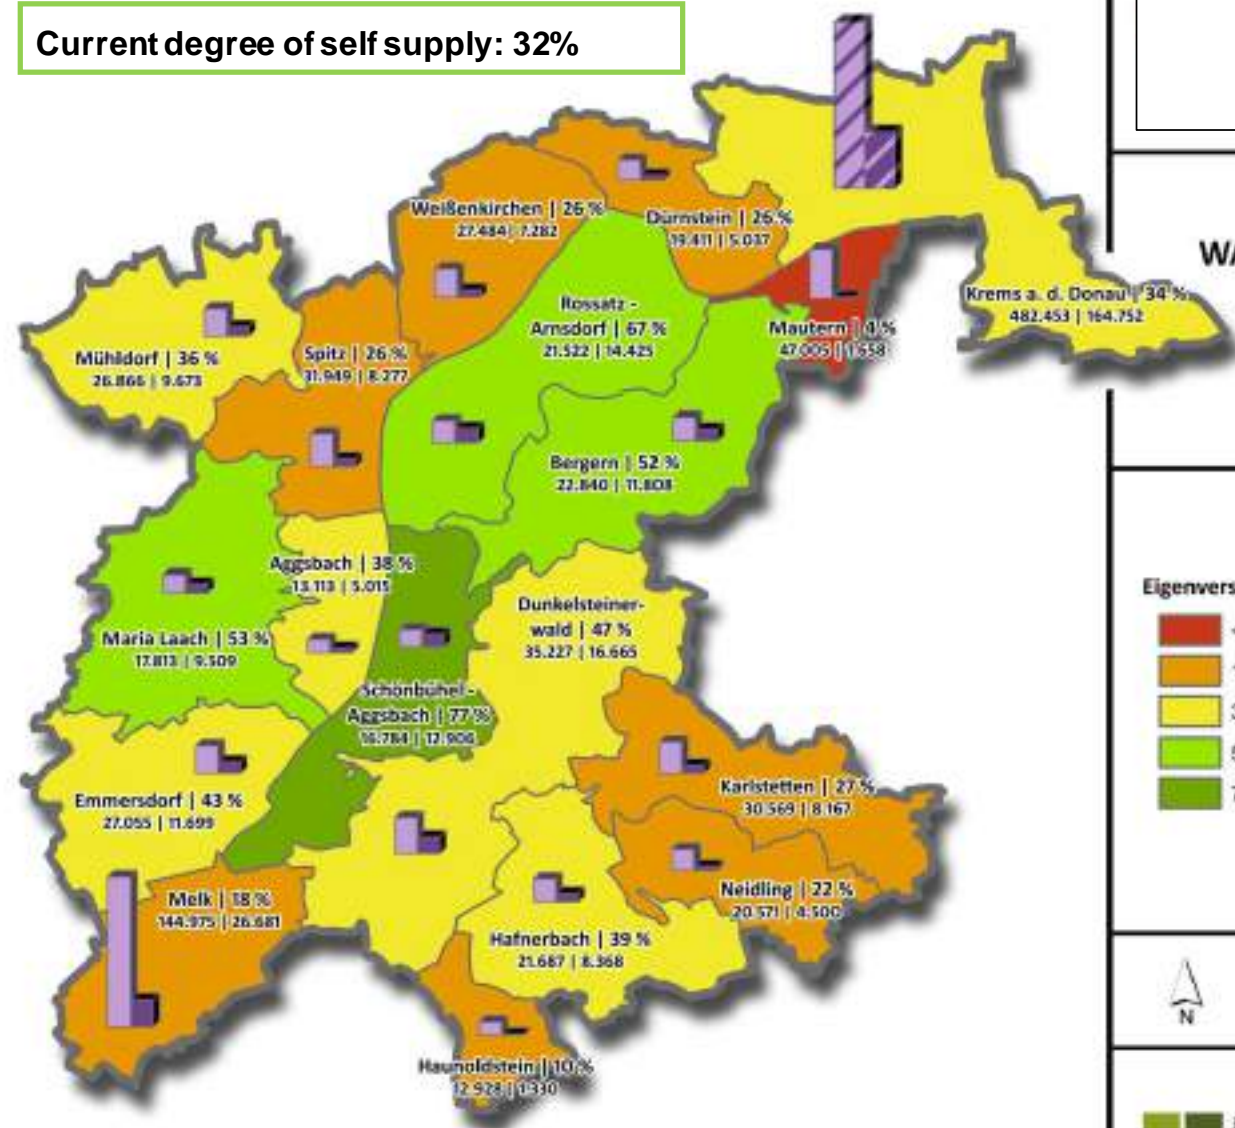 Current degree of self supply: 32%
Weißenkirchen | 26 %
27.484 | 7.282
Dürnstein | 26 %
19.411 | 5.037
Rossatz -
Arnsdorf | 67 %
21.522 | 14.425
Mautern | 4 %
47.005 | 1.658
Krems a. d. Donau | 34 %
482.453 | 164.752
WA
Mühldorf | 36 %
26.866 | 9.673
Spitz | 26 %
31.949 | 8.277
Bergern | 52 %
22.840 | 11.808
Aggsbach | 38 %
13.113 | 5.015
Dunkelsteiner-
wald | 47 %
35.227 | 16.665
Eigenvers
Maria Laach | 53 %
17.813 | 9.509
Schönbühel -
Aggsbach | 77 %
16.784 | 12.906
Emmersdorf | 43 %
27.055 | 11.699
Karlstetten | 27 %
30.569 | 8.167
Melk | 18 %
144.975 | 26.681
Neidling | 22 %
20.571 | 4.500
Hafnerbach | 39 %
21.687 | 8.368
N
Haunoldstein | 10 %
12.928 | 1.330